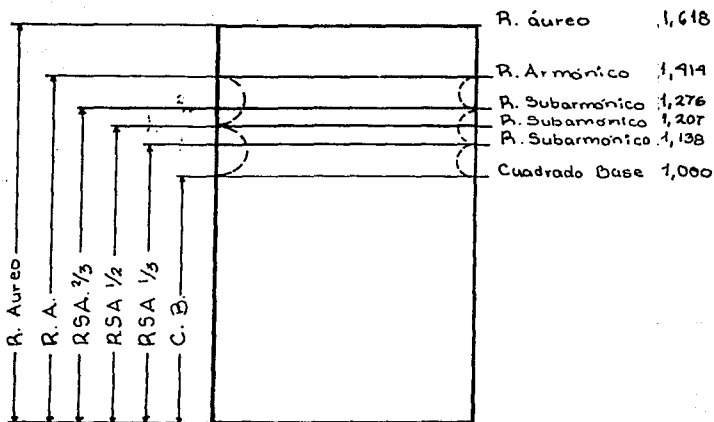 R. áureo 1,618
R. Armónico 1,414
R. Subarmónico 1,276
R. Subamónico 1,207
R. Subarmónico 1,138
Cuadrado Base 1,000
R. Aureo
R. A.
RSA. 2/3
RSA 1/2
RSA 1/3
C. B.